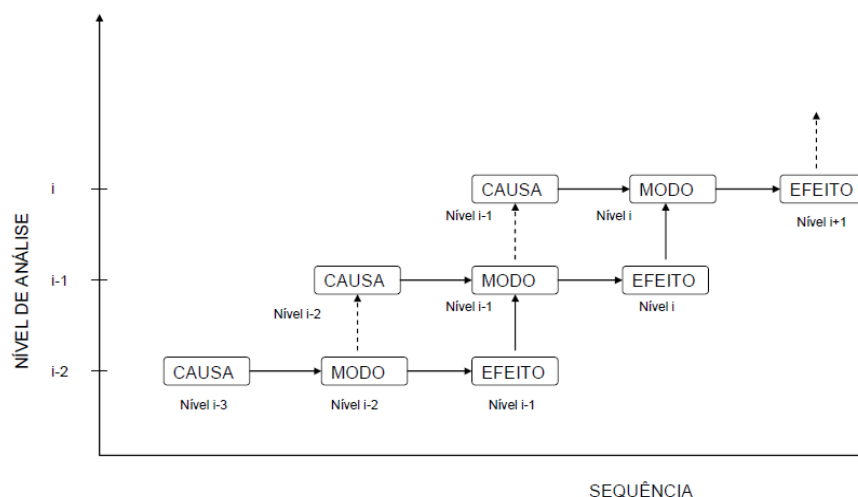 NÍVEL DE ANÁLISE
i
CAUSA
MODO
EFEITO
Nível i-1
Nível i
Nível i+1
i-1
CAUSA
MODO
EFEITO
Nível i-2
Nível i-1
Nível i
i-2
CAUSA
MODO
EFEITO
Nível i-3
Nível i-2
Nível i-1
SEQUÊNCIA